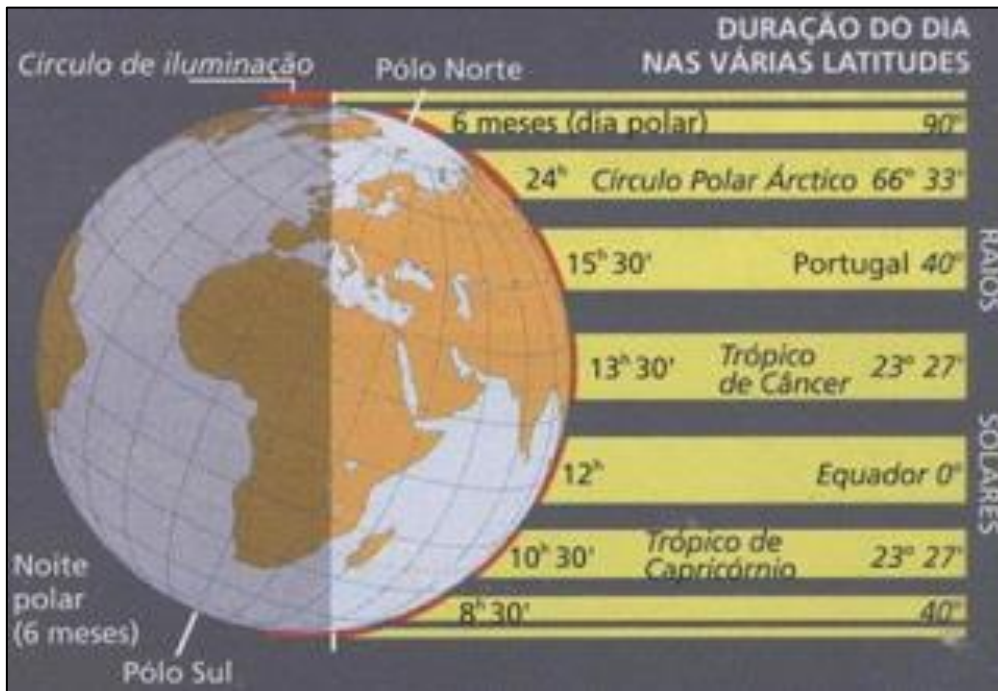 DURAÇÃO DO DIA
NAS VÁRIAS LATITUDES
Círculo de iluminação
Pólo Norte
6 meses (dia polar) 90°
24ʰ Círculo Polar Árctico 66° 33'
15ʰ 30' Portugal 40°
13ʰ 30' Trópico
de Câncer 23° 27'
12ʰ Equador 0°
10ʰ 30' Trópico de
Capricórnio 23° 27'
8ʰ 30' 40°
RAIOS
SOLARES
Noite
polar
(6 meses)
Pólo Sul